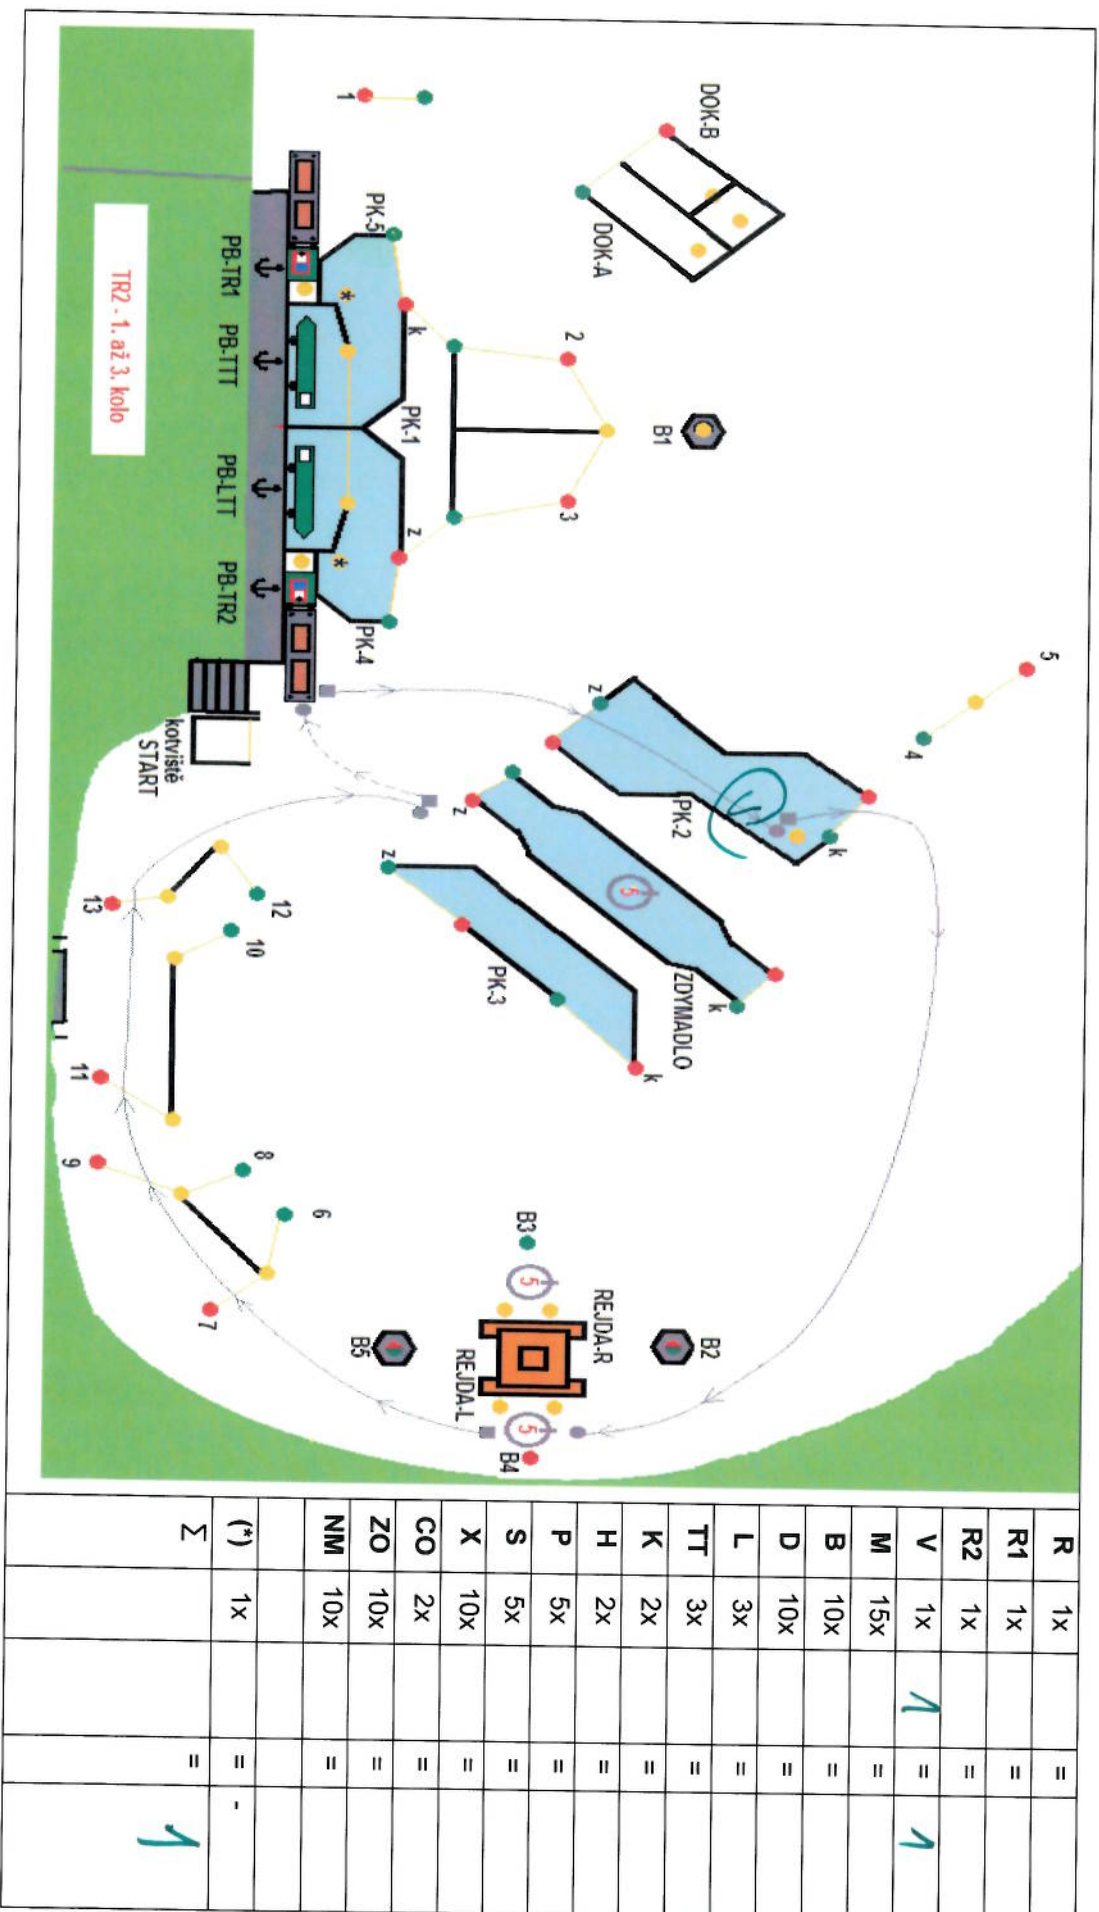 5
4
k
DOK-B
B2
k
ZDYMADLO
PK-2
B1
k
5
DOK-A
z
REJDA-R
2
3
5
5
B3
B4
PK-3
z
REJDA-L
k
z
PK-1
z
PK-5
PK-4
B5
1
*
*
6
12
8
10
PB-TR1
PB-TTT
PB-LTT
PB-TR2
7
kotviště
START
TR2 - 1. až 3. kolo
13
11
9
R 1x =
R1 1x =
R2 1x =
V 1x 1 = 1
M 15x =
B 10x =
D 10x =
L 3x =
TT 3x =
K 2x =
H 2x =
P 5x =
S 5x =
X 10x =
CO 2x =
ZO 10x =
NM 10x =
(*) 1x = -
Σ = 1